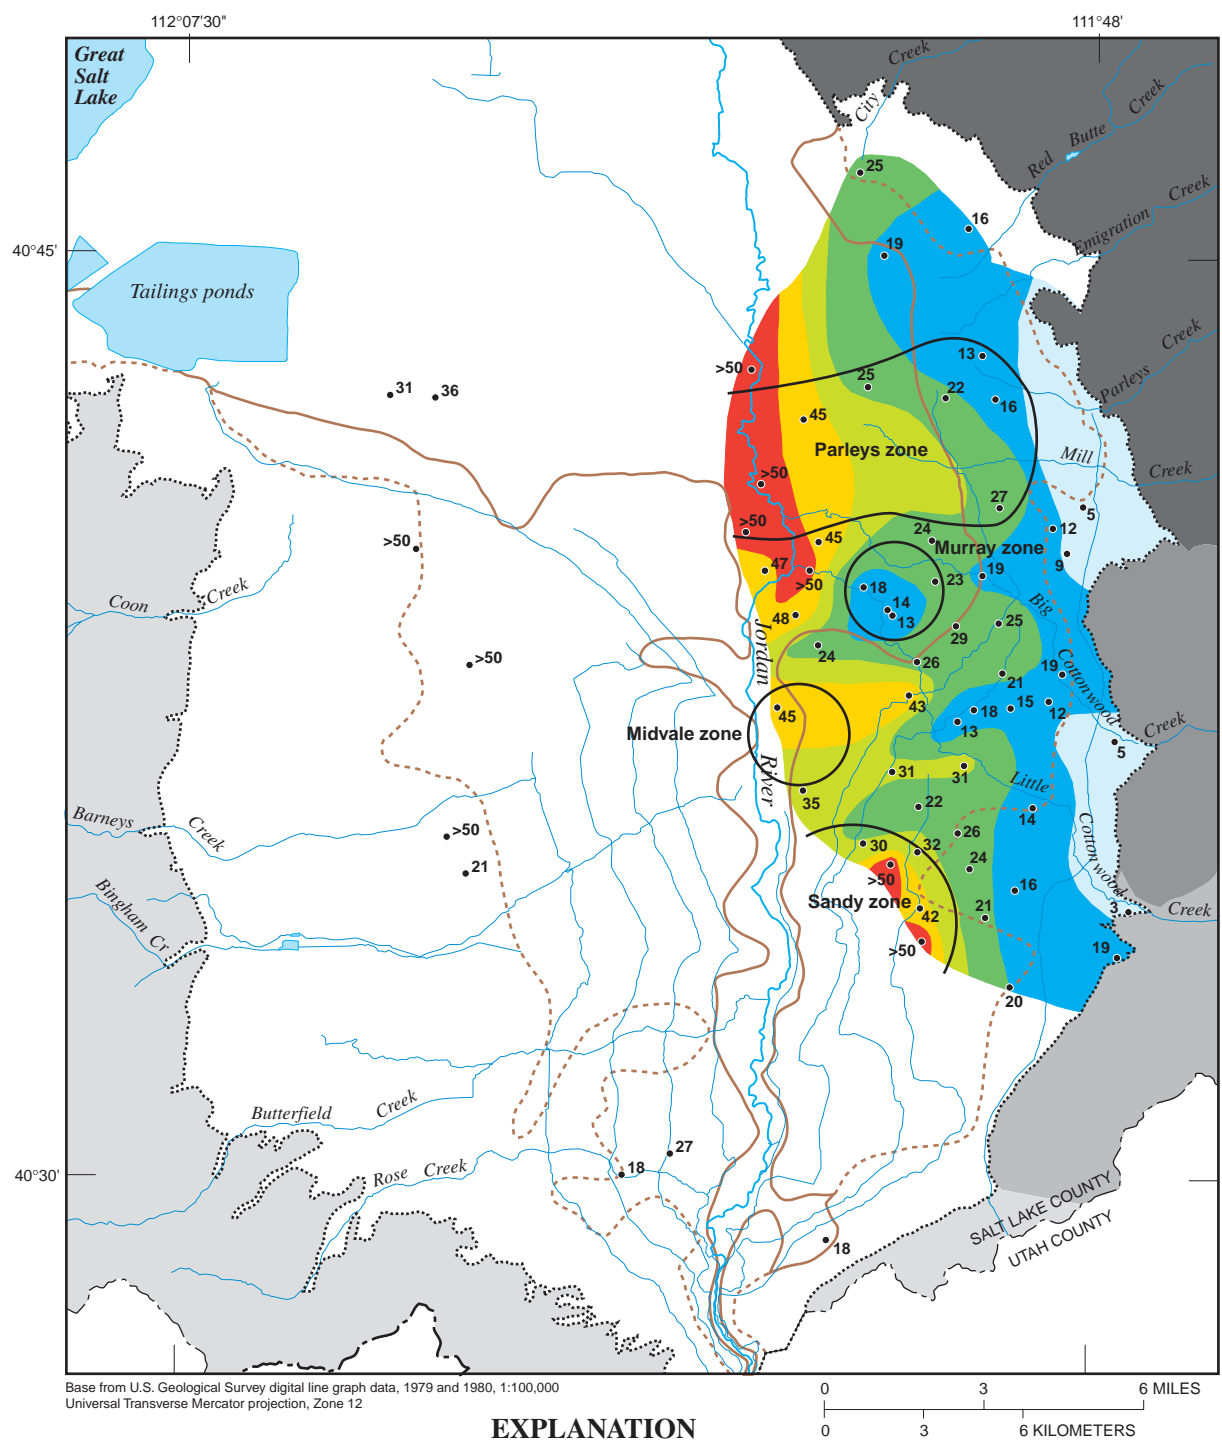 112°07'30"
111°48'
Great
Salt
Lake
City
Creek
Red
Butte
Creek
Emigration
Creek
25
16
19
40°45'
Tailings ponds
Parleys
Creek
13
>50
31
36
25
22
16
45
Parleys zone
Mill
Creek
>50
27
5
>50
24
12
45
Murray zone
9
>50
47
>50
19
23
18
14
13
Coon
Creek
Big
48
25
29
Jordan
24
26
>50
19
Cottonwood
21
43
45
18
15
12
13
Creek
5
Midvale zone
River
31
31
Little
35
22
14
Barneys
Creek
>50
26
30
32
Cottonwood
24
21
>50
16
Bingham Cr
Sandy zone
42
21
3
Creek
>50
19
20
Butterfield
Creek
27
18
Rose Creek
40°30'
SALT LAKE COUNTY
UTAH COUNTY
18
Base from U.S. Geological Survey digital line graph data, 1979 and 1980, 1:100,000
Universal Transverse Mercator projection, Zone 12
0 3 6 MILES
0 3 6 KILOMETERS
EXPLANATION